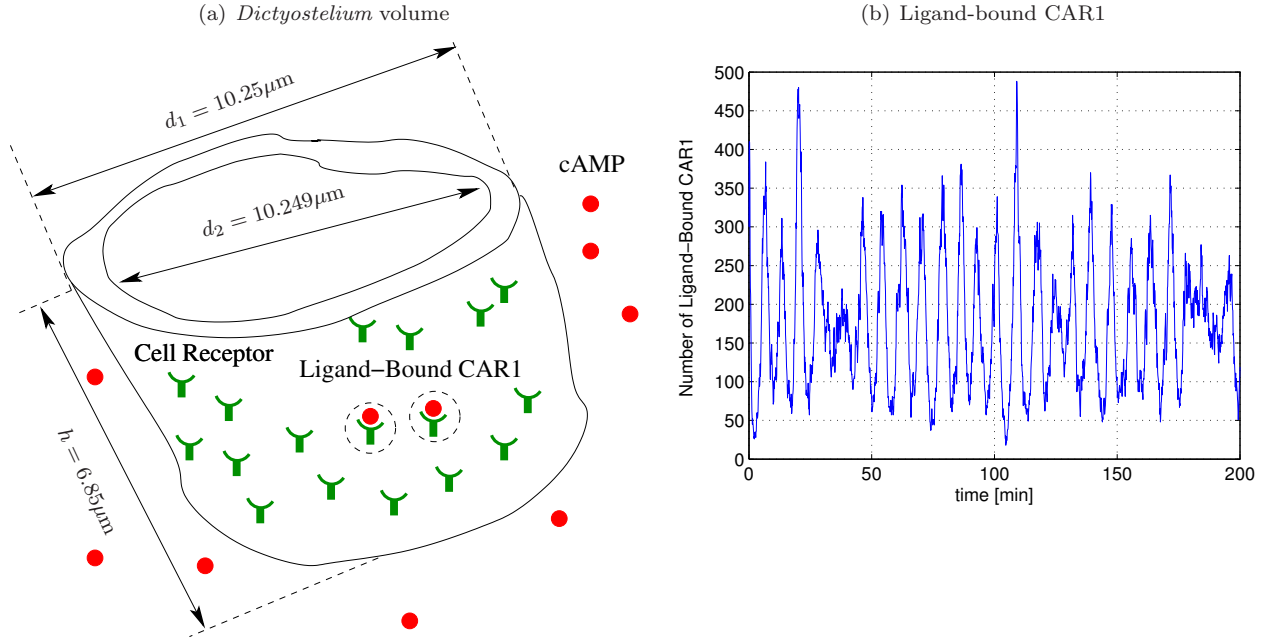 (a) Dictyostelium volume
d₁ = 10.25μm
cAMP
d₂ = 10.249μm
Cell Receptor
Ligand–Bound CAR1
h = 6.85μm
(b) Ligand-bound CAR1
Number of Ligand–Bound CAR1
500
450
400
350
300
250
200
150
100
50
0
0 50 100 150 200
time [min]